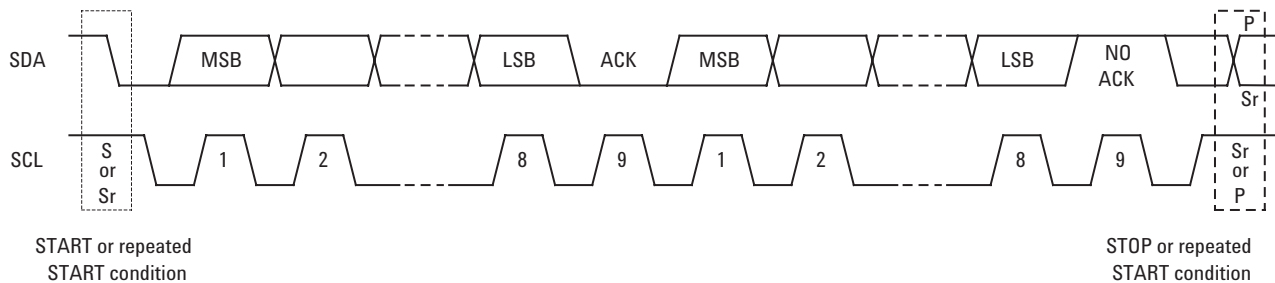 P
SDA MSB LSB ACK MSB LSB NO ACK
Sr
SCL S or Sr 1 2 8 9 1 2 8 9 Sr or P
START or repeated START condition
STOP or repeated START condition